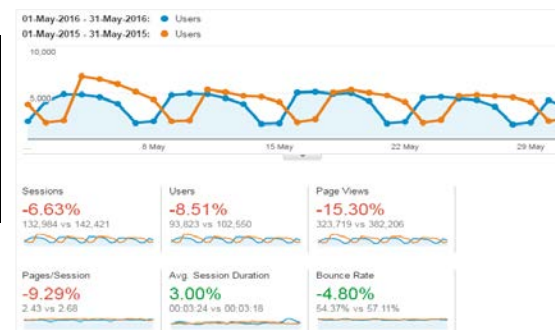 01-May-2016 - 31-May-2016: Users
01-May-2015 - 31-May-2015: Users
10,000
5,000
...
8 May
15 May
22 May
29 May
Sessions
-6.63%
132,984 vs 142,421
Users
-8.51%
93,823 vs 102,550
Page Views
-15.30%
323,719 vs 382,206
Pages/Session
-9.29%
2.43 vs 2.68
Avg. Session Duration
3.00%
00:03:24 vs 00:03:18
Bounce Rate
-4.80%
54.37% vs 57.11%